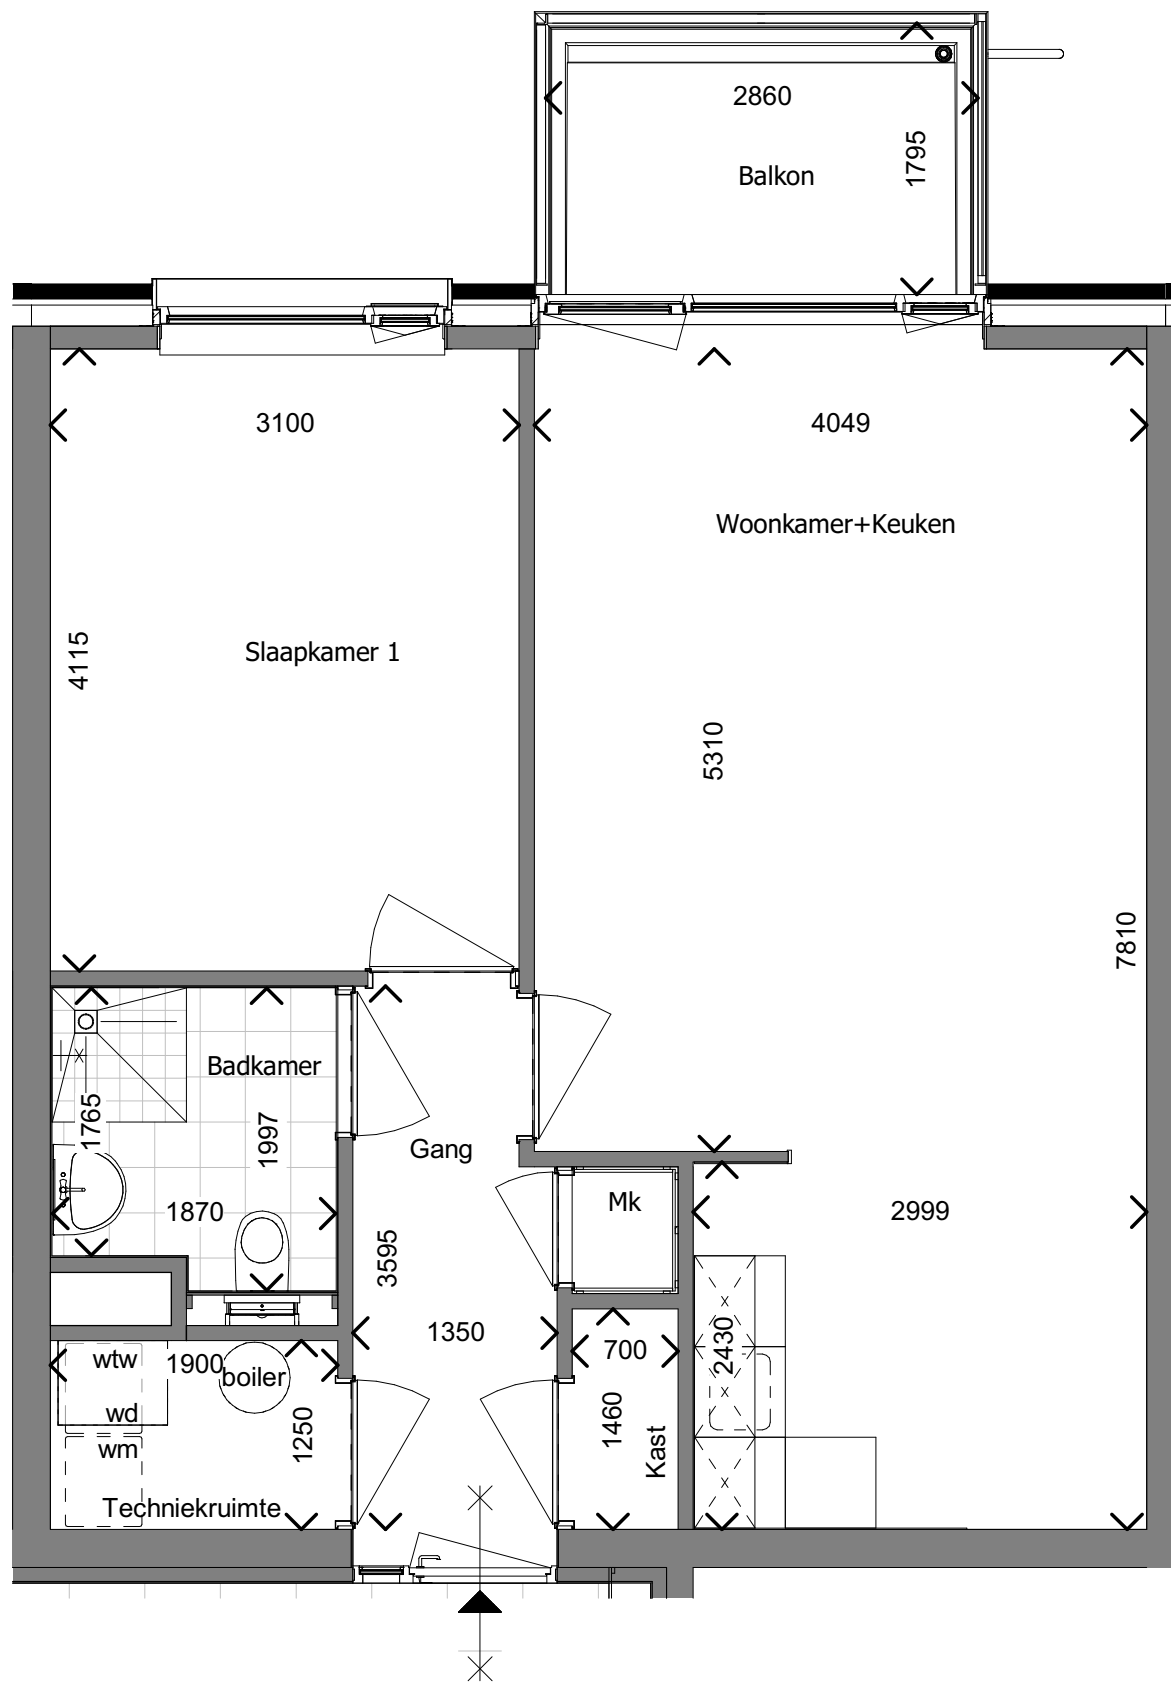 2860
1795
Balkon
3100
4049
Woonkamer+Keuken
4115
Slaapkamer 1
5310
7810
Badkamer
1765
1997
Gang
1870
Mk
2999
3595
1350
700
2430
wtw
1900
boiler
wd
1250
1460
Kast
wm
Techniekruimte